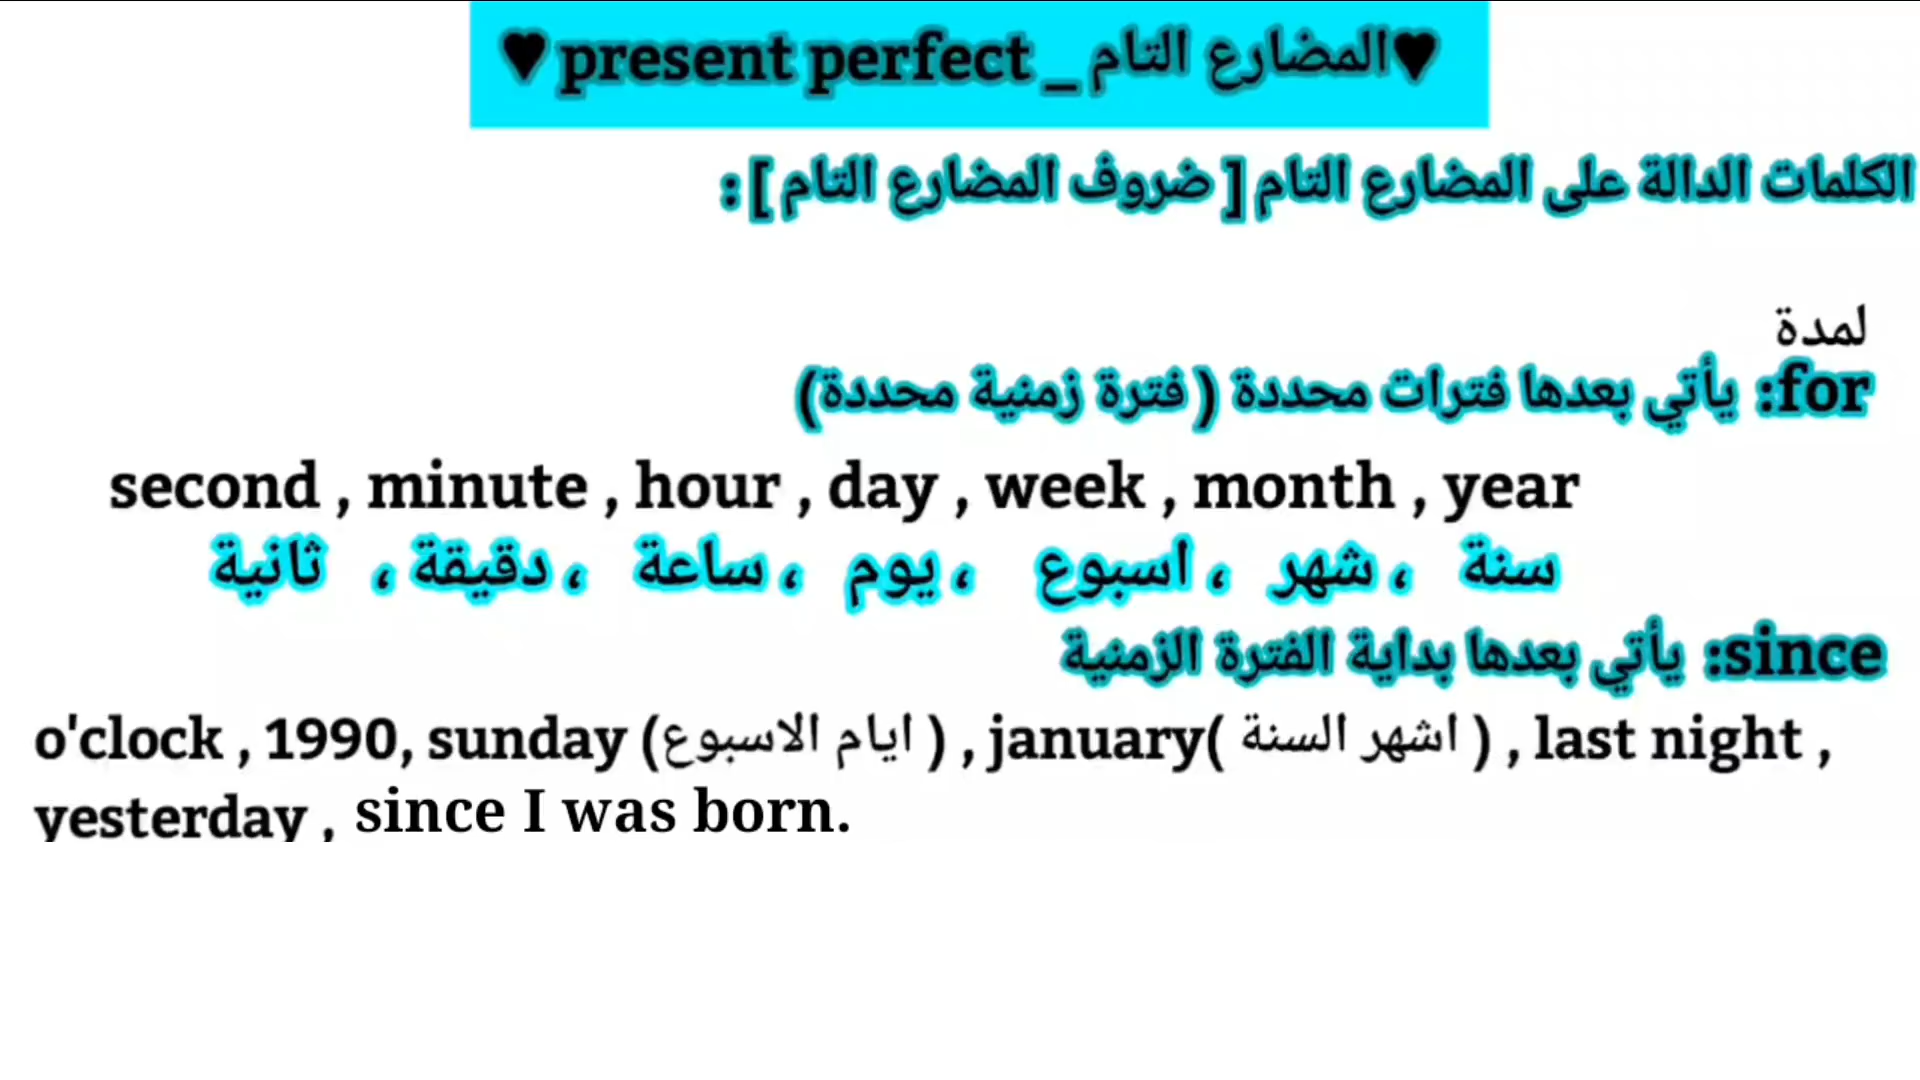 ♥present perfect _ المضارع التام♥
الكلمات الدالة على المضارع التام [ ضروف المضارع التام ] :
لمدة
for: يأتي بعدها فترات محددة ( فترة زمنية محددة)
second , minute , hour , day , week , month , year
سنة ، شهر ، اسبوع ، يوم ، ساعة ، دقيقة ، ثانية
since: يأتي بعدها بداية الفترة الزمنية
o'clock , 1990, sunday (ايام الاسبوع ) , january( اشهر السنة ) , last night ,
yesterday , since I was born.